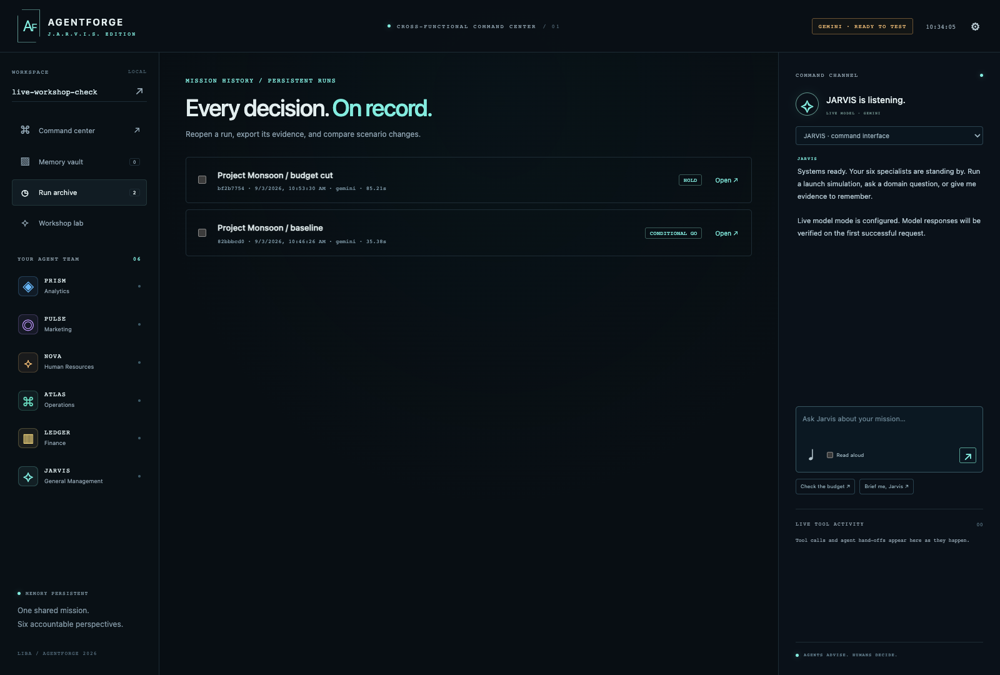 AF
AGENTFORGE
J.A.R.V.I.S. EDITION
CROSS-FUNCTIONAL COMMAND CENTER / 01
GEMINI · READY TO TEST
10:34:05
WORKSPACE
LOCAL
live-workshop-check
Command center
Memory vault
0
Run archive
2
Workshop lab
YOUR AGENT TEAM
06
PRISM
Analytics
PULSE
Marketing
NOVA
Human Resources
ATLAS
Operations
LEDGER
Finance
JARVIS
General Management
MEMORY PERSISTENT
One shared mission.
Six accountable perspectives.
LIBA / AGENTFORGE 2026
MISSION HISTORY / PERSISTENT RUNS
Every decision. On record.
Reopen a run, export its evidence, and compare scenario changes.
Project Monsoon / budget cut
bf2b7754 · 9/3/2026, 10:53:30 AM · gemini · 85.21s
HOLD
Open ↗
Project Monsoon / baseline
82bbbcd0 · 9/3/2026, 10:46:26 AM · gemini · 35.38s
CONDITIONAL GO
Open ↗
COMMAND CHANNEL
JARVIS is listening.
LIVE MODEL · GEMINI
JARVIS · command interface
JARVIS
Systems ready. Your six specialists are standing by. Run
a launch simulation, ask a domain question, or give me
evidence to remember.
Live model mode is configured. Model responses will be
verified on the first successful request.
Ask Jarvis about your mission...
Read aloud
Check the budget ↗
Brief me, Jarvis ↗
LIVE TOOL ACTIVITY
00
Tool calls and agent hand-offs appear here as they happen.
AGENTS ADVISE. HUMANS DECIDE.